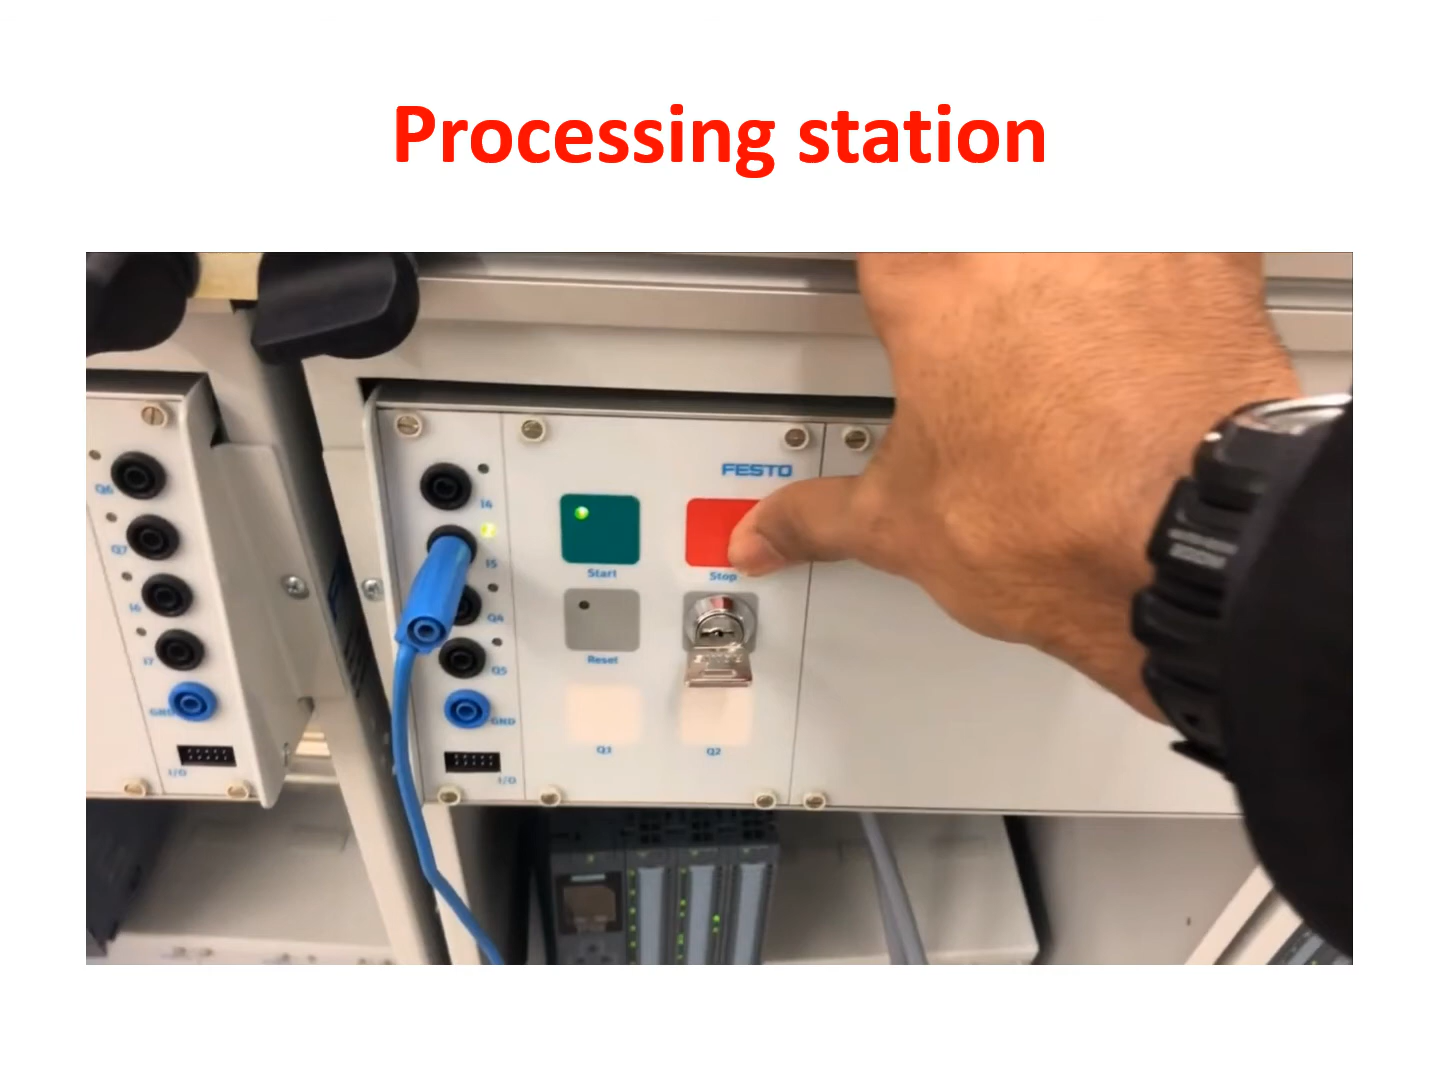 Processing station
FESTO
Q6
Q7
I6
I7
GND
I/O
I4
I5
Q4
Q5
GND
I/O
Start
Stop
Reset
Q1
Q2